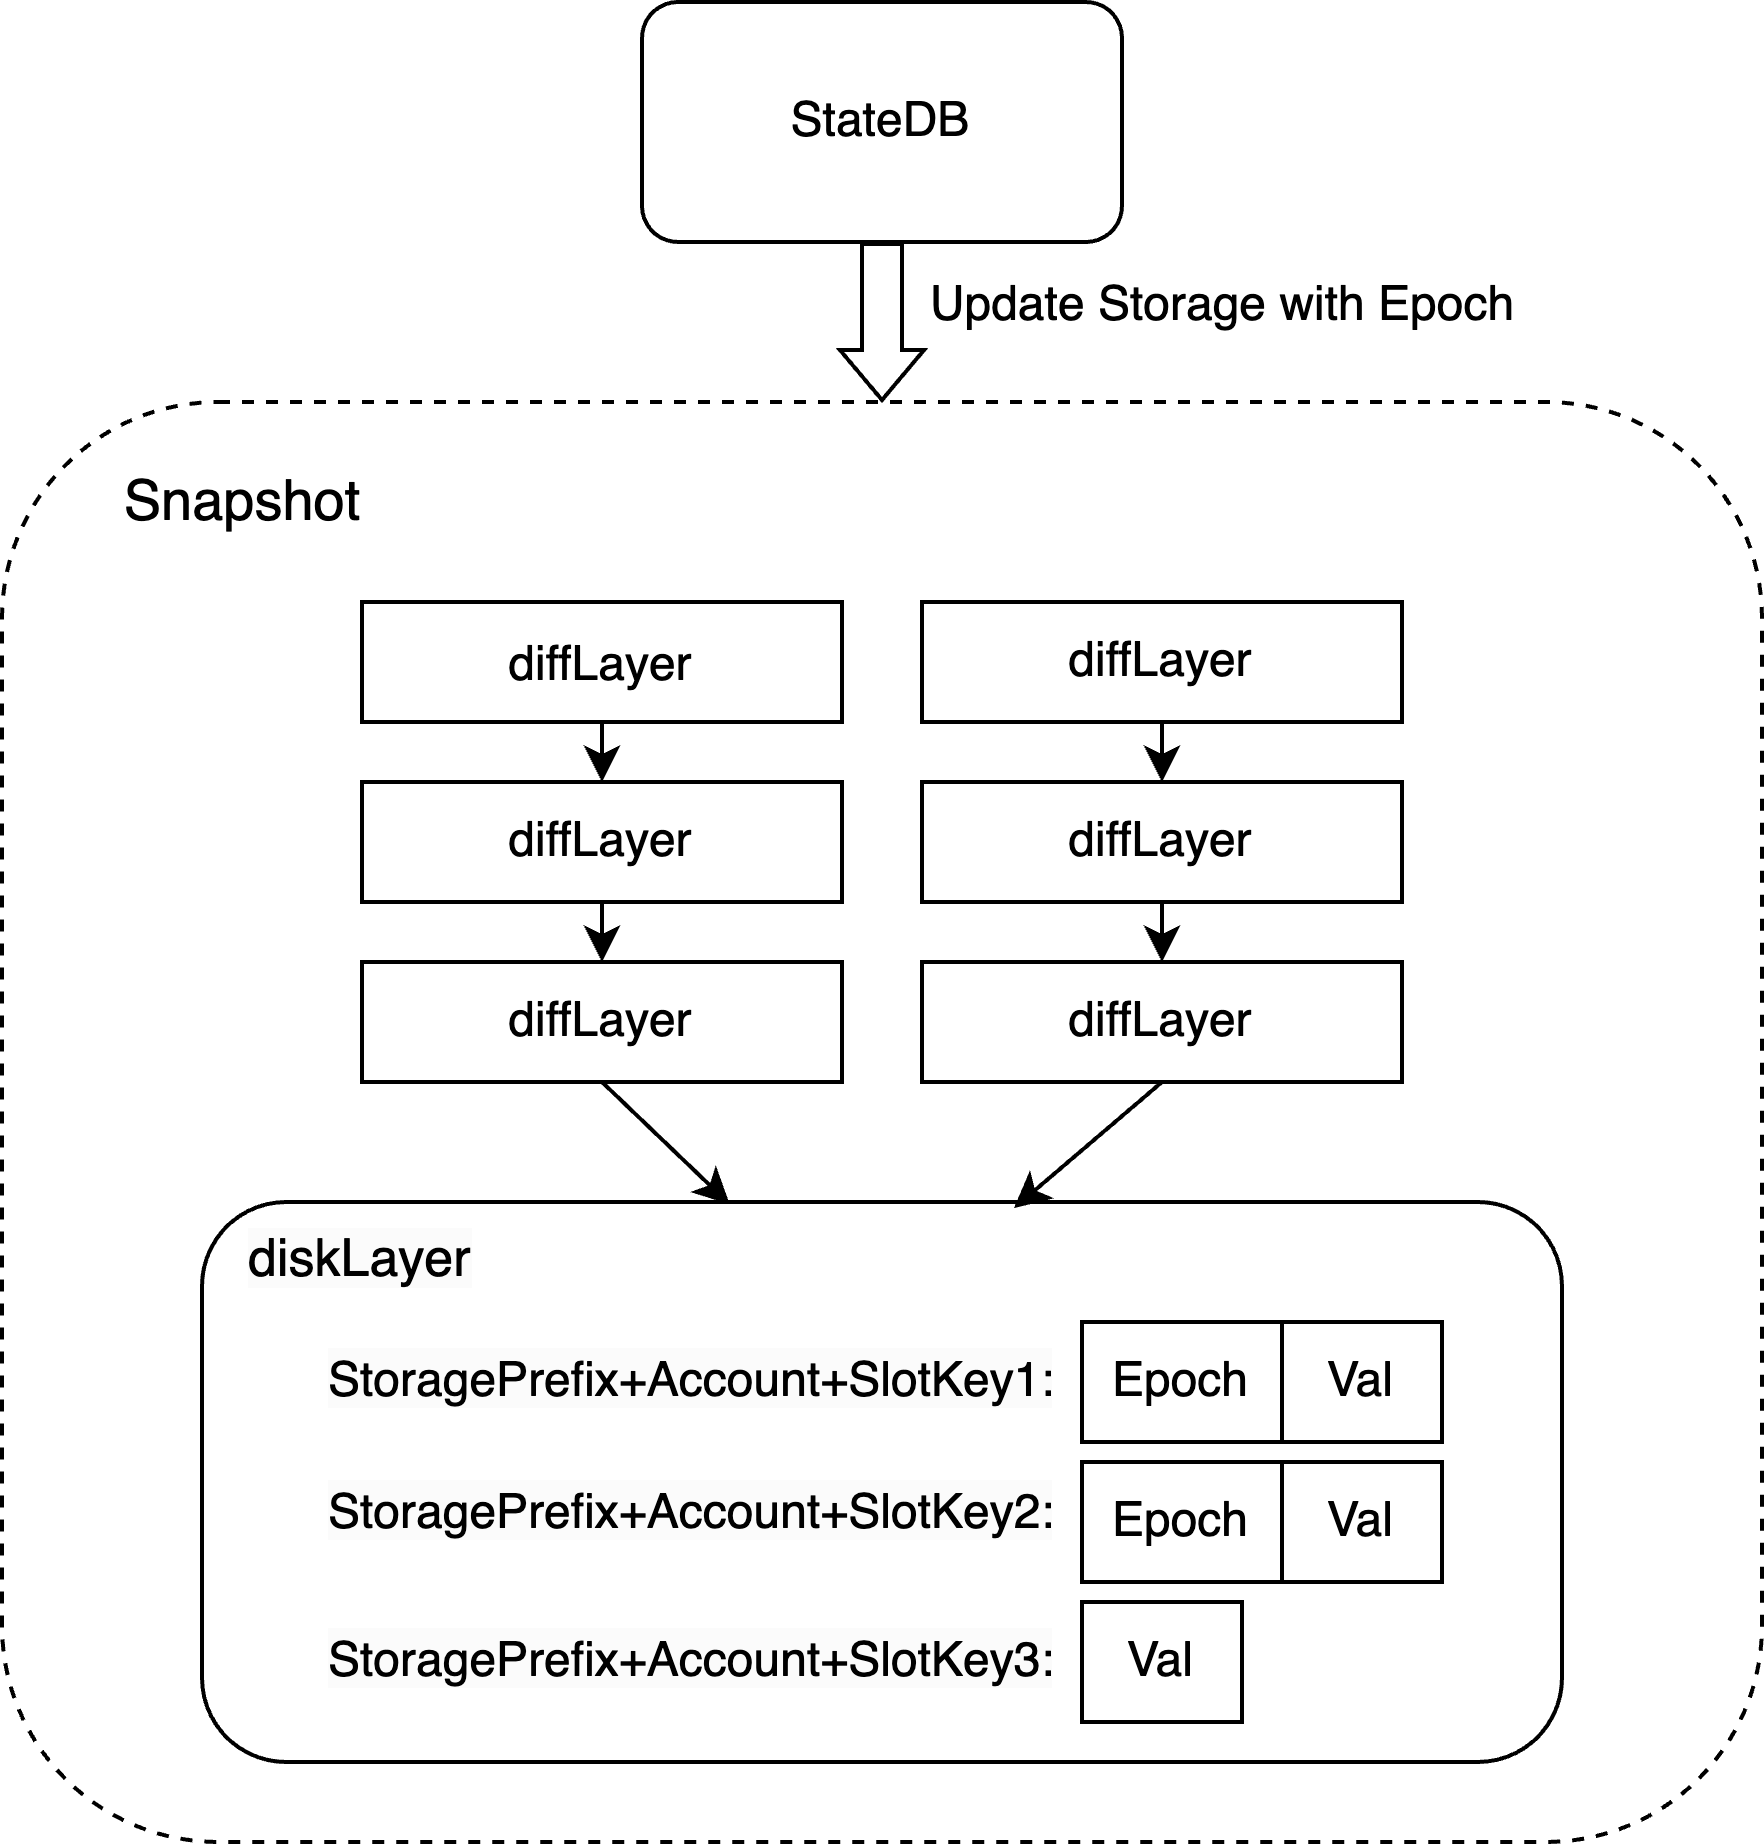 StateDB
Update Storage with Epoch
Snapshot
diffLayer
diffLayer
diffLayer
diffLayer
diffLayer
diffLayer
diskLayer
StoragePrefix+Account+SlotKey1:
Epoch
Val
StoragePrefix+Account+SlotKey2:
Epoch
Val
StoragePrefix+Account+SlotKey3:
Val